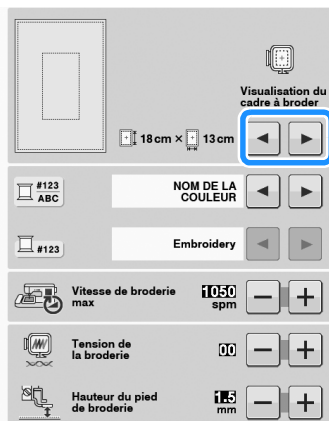 Visualisation du
cadre à broder
18 cm × 13 cm
#123
ABC
NOM DE LA
COULEUR
#123
Embroidery
Vitesse de broderie
max
1050
spm
Tension de
la broderie
00
Hauteur du pied
de broderie
1.5
mm